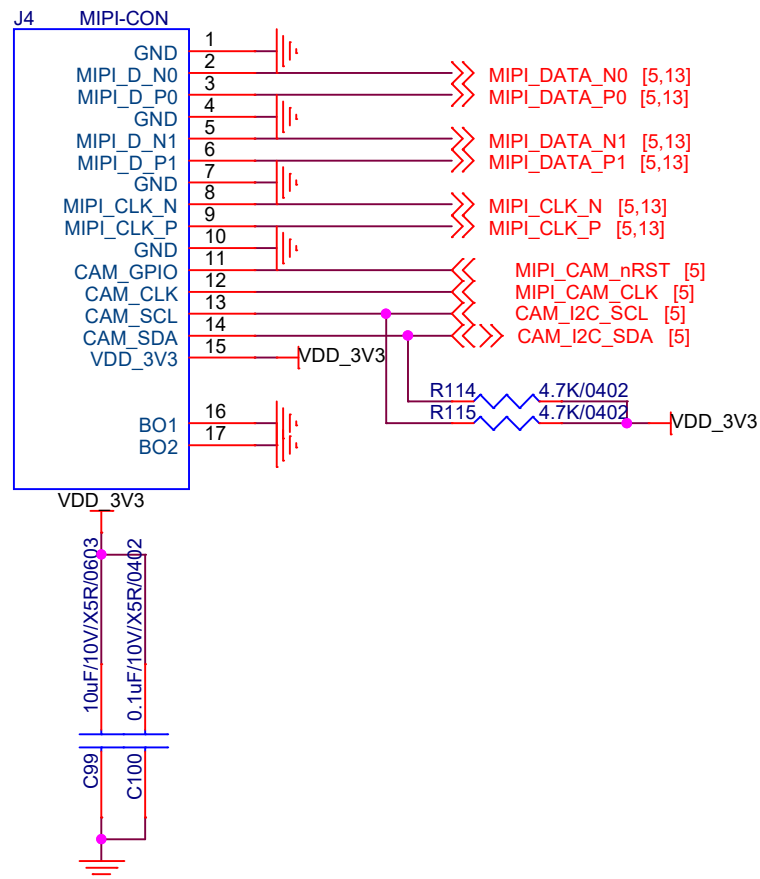 J4 MIPI-CON
GND 1
MIPI_D_N0 2 MIPI_DATA_N0 [5,13]
MIPI_D_P0 3 MIPI_DATA_P0 [5,13]
GND 4
MIPI_D_N1 5 MIPI_DATA_N1 [5,13]
MIPI_D_P1 6 MIPI_DATA_P1 [5,13]
GND 7
MIPI_CLK_N 8 MIPI_CLK_N [5,13]
MIPI_CLK_P 9 MIPI_CLK_P [5,13]
GND 10
CAM_GPIO 11 MIPI_CAM_nRST [5]
CAM_CLK 12 MIPI_CAM_CLK [5]
CAM_SCL 13 CAM_I2C_SCL [5]
CAM_SDA 14 CAM_I2C_SDA [5]
VDD_3V3 15 VDD_3V3
R114 4.7K/0402
R115 4.7K/0402 VDD_3V3
BO1 16
BO2 17
VDD_3V3
10uF/10V/X5R/0603
0.1uF/10V/X5R/0402
C99
C100